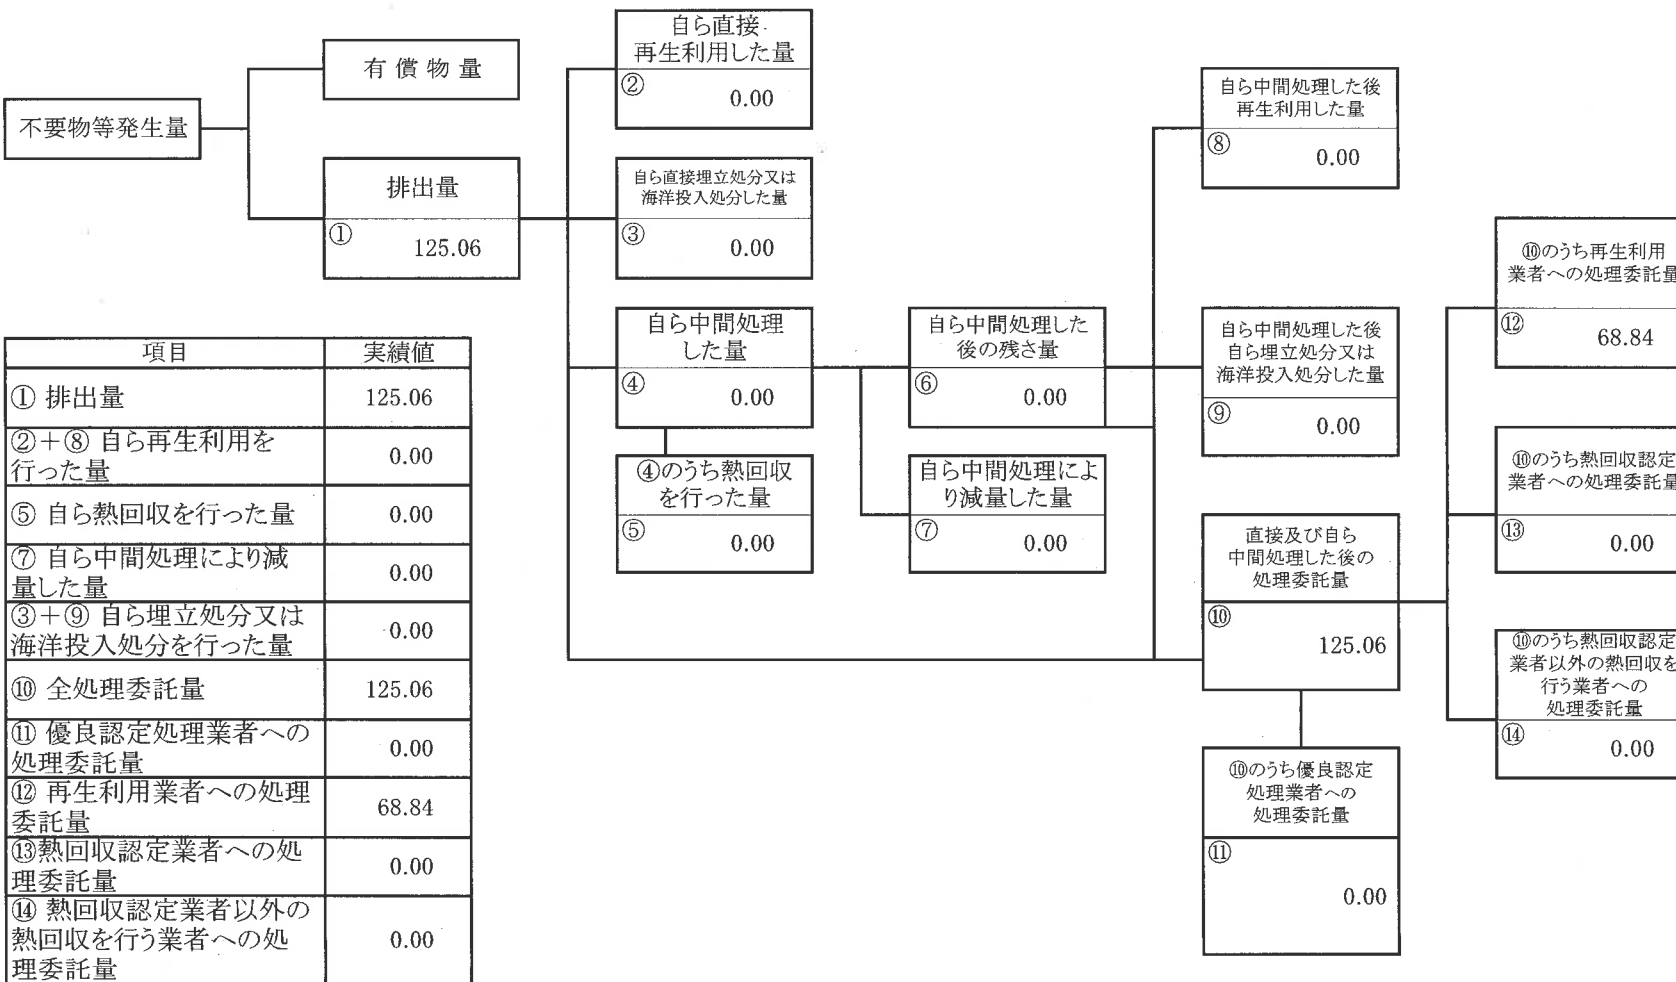 不要物等発生量
有償物量
排出量
①
125.06
自ら直接
再生利用した量
②
0.00
自ら直接埋立処分又は
海洋投入処分した量
③
0.00
自ら中間処理
した量
④
0.00
④のうち熱回収
を行った量
⑤
0.00
自ら中間処理した
後の残さ量
⑥
0.00
自ら中間処理によ
り減量した量
⑦
0.00
自ら中間処理した後
再生利用した量
⑧
0.00
自ら中間処理した後
自ら埋立処分又は
海洋投入処分した量
⑨
0.00
直接及び自ら
中間処理した後の
処理委託量
⑩
125.06
⑩のうち優良認定
処理業者への
処理委託量
⑪
0.00
⑩のうち再生利用
業者への処理委託量
⑫
68.84
⑩のうち熱回収認定
業者への処理委託量
⑬
0.00
⑩のうち熱回収認定
業者以外の熱回収を
行う業者への
処理委託量
⑭
0.00
項目 実績値
① 排出量 125.06
②+⑧ 自ら再生利用を
行った量 0.00
⑤ 自ら熱回収を行った量 0.00
⑦ 自ら中間処理により減
量した量 0.00
③+⑨ 自ら埋立処分又は
海洋投入処分を行った量 0.00
⑩ 全処理委託量 125.06
⑪ 優良認定処理業者への
処理委託量 0.00
⑫ 再生利用業者への処理
委託量 68.84
⑬熱回収認定業者への処
理委託量 0.00
⑭ 熱回収認定業者以外の
熱回収を行う業者への処
理委託量 0.00